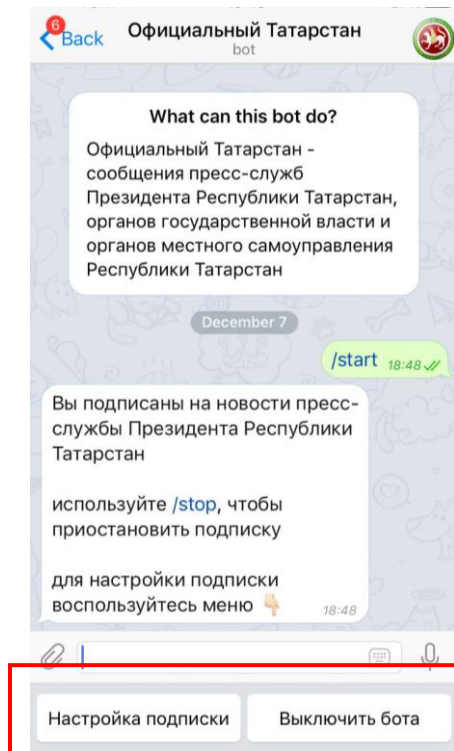 6
Back
Официальный Татарстан
bot
What can this bot do?
Официальный Татарстан -
сообщения пресс-служб
Президента Республики Татарстан,
органов государственной власти и
органов местного самоуправления
Республики Татарстан
December 7
/start 18:48
Вы подписаны на новости пресс-
службы Президента Республики
Татарстан
используйте /stop, чтобы
приостановить подписку
для настройки подписки
воспользуйтесь меню 👇🏻 18:48
Настройка подписки
Выключить бота